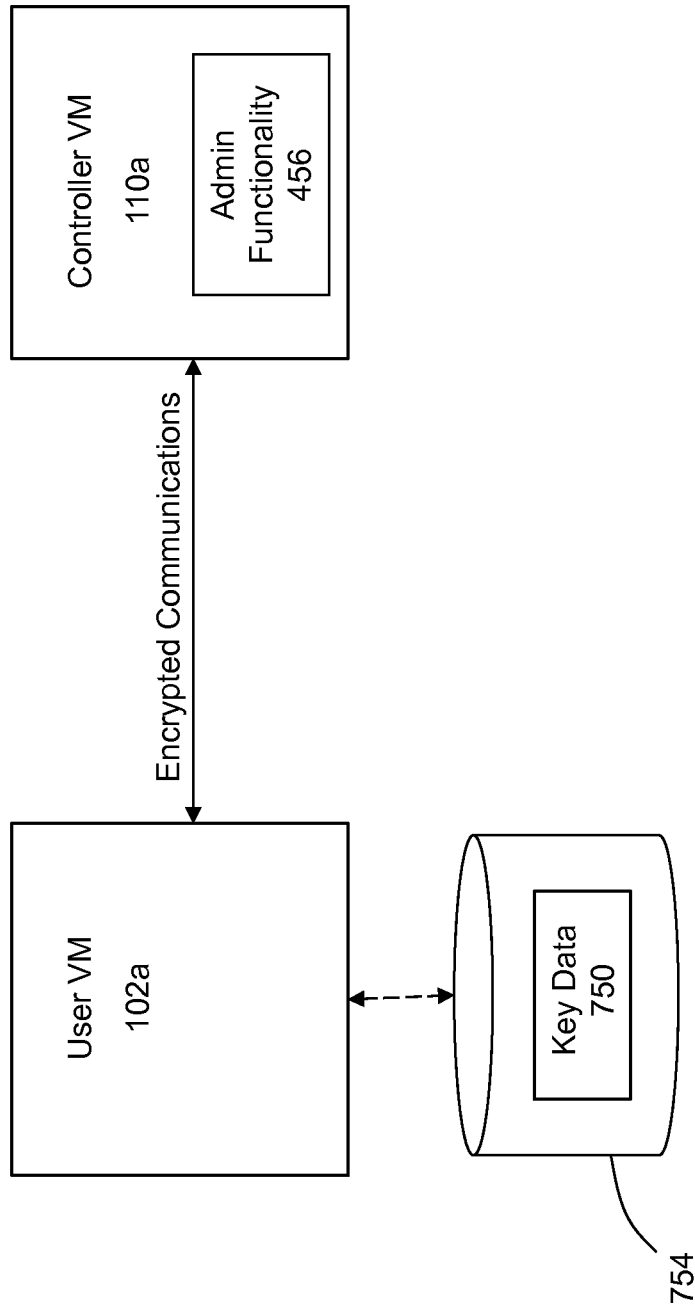 User VM
102a
Encrypted Communications
Controller VM
110a
Admin
Functionality
456
Key Data
750
754